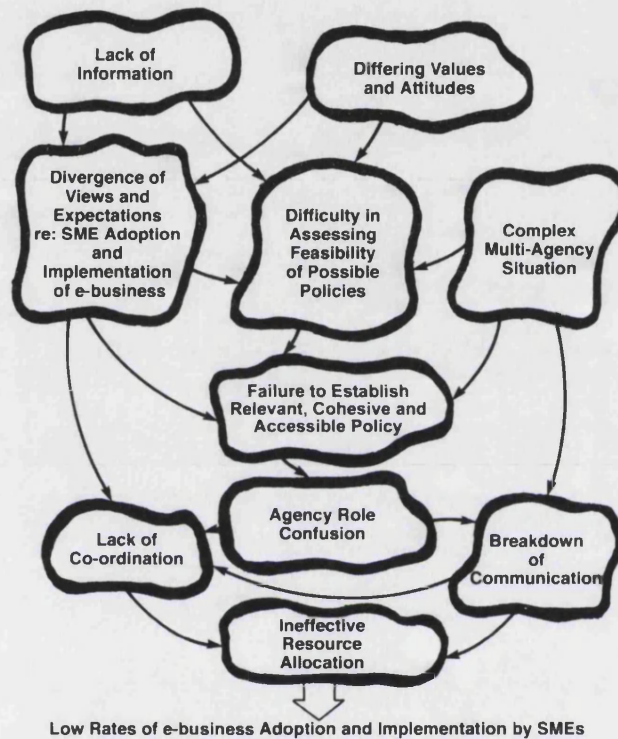 Lack of
Information
Differing Values
and Attitudes
Divergence of
Views and
Expectations
re: SME Adoption
and
Implementation
of e-business
Difficulty in
Assessing
Feasibility
of Possible
Policies
Complex
Multi-Agency
Situation
Failure to Establish
Relevant, Cohesive and
Accessible Policy
Agency Role
Confusion
Lack of
Co-ordination
Breakdown
of
Communication
Ineffective
Resource
Allocation
Low Rates of e-business Adoption and Implementation by SMEs